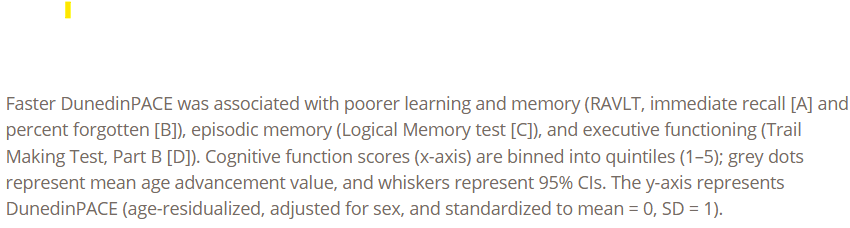 Faster DunedinPACE was associated with poorer learning and memory (RAVLT, immediate recall [A] and
percent forgotten [B]), episodic memory (Logical Memory test [C]), and executive functioning (Trail
Making Test, Part B [D]). Cognitive function scores (x-axis) are binned into quintiles (1–5); grey dots
represent mean age advancement value, and whiskers represent 95% CIs. The y-axis represents
DunedinPACE (age-residualized, adjusted for sex, and standardized to mean = 0, SD = 1).